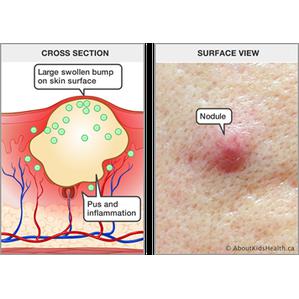 CROSS SECTION
Large swollen bump
on skin surface
Pus and
inflammation
SURFACE VIEW
Nodule
© AboutKidsHealth.ca